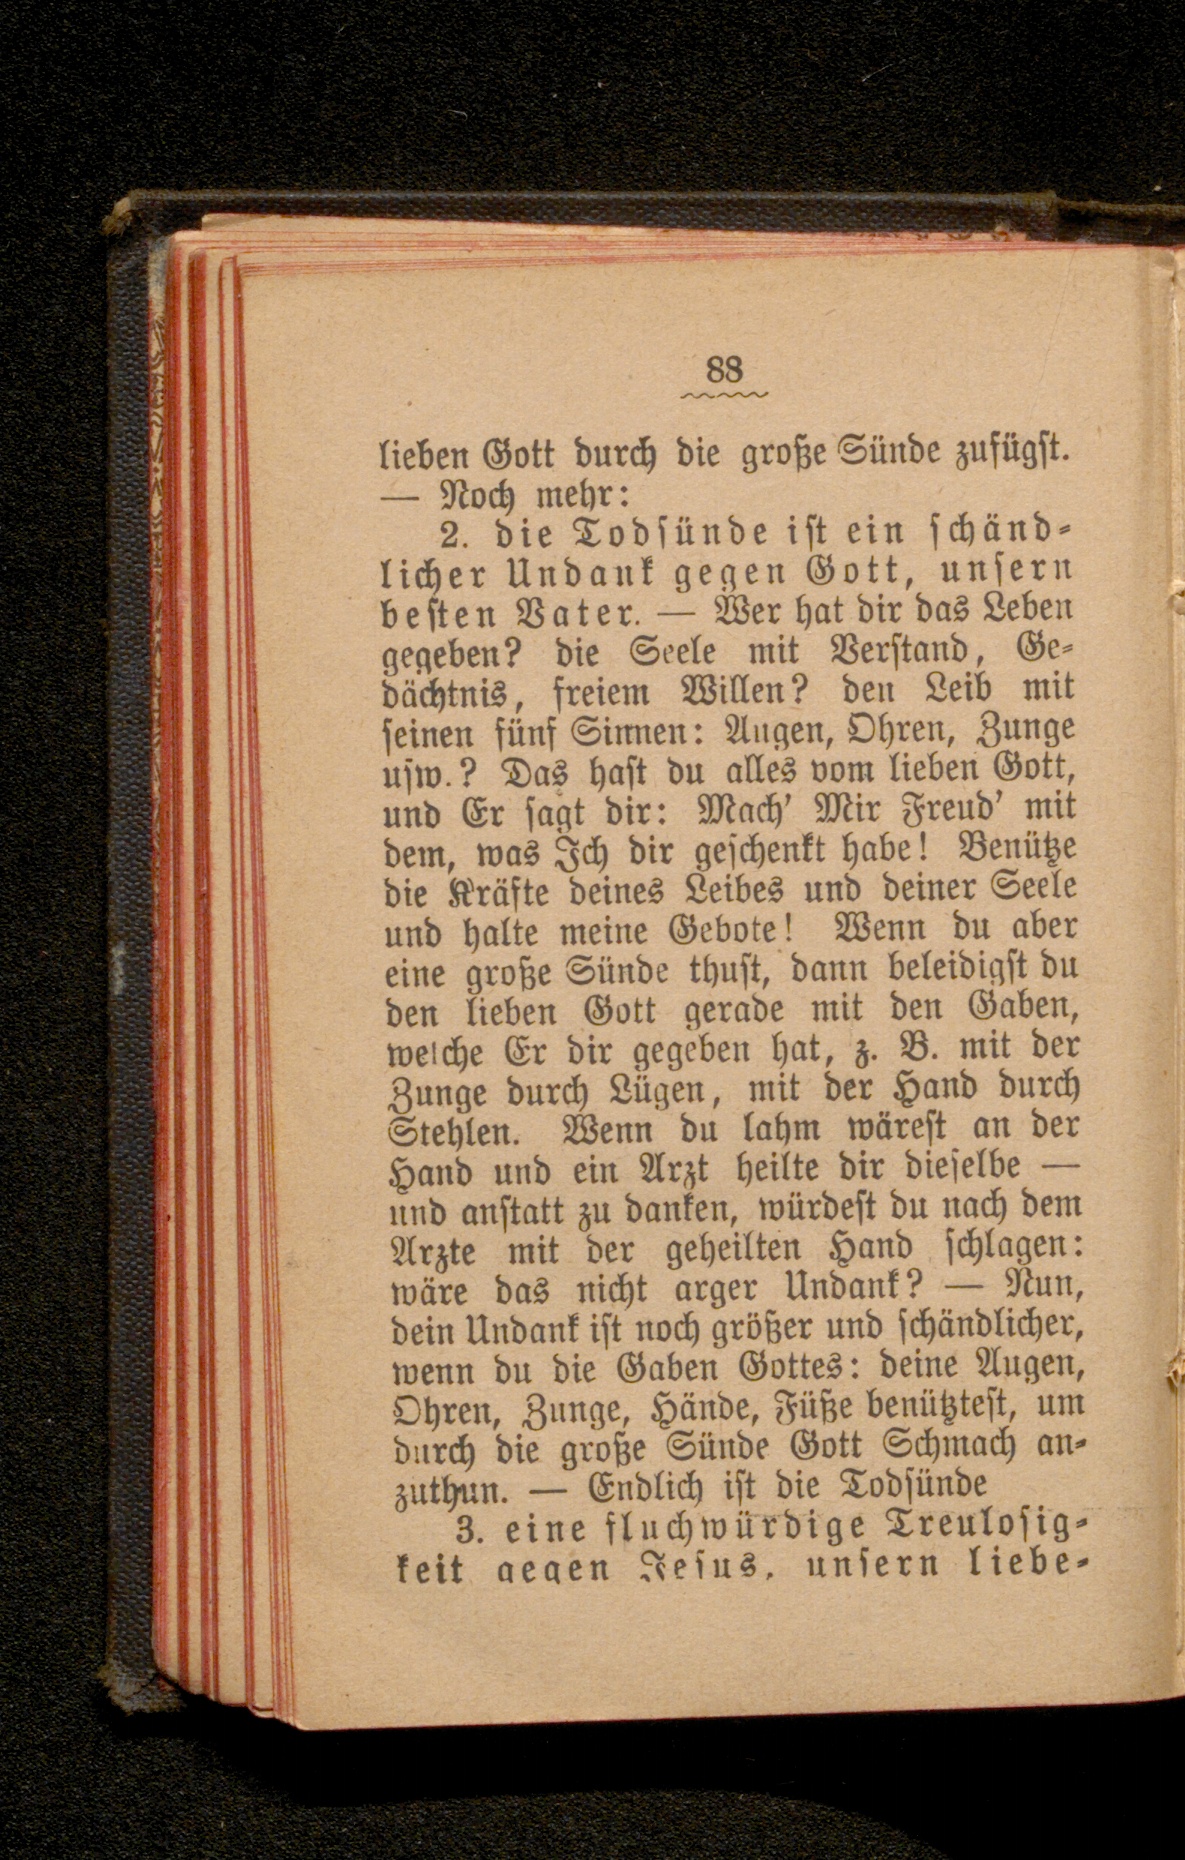 88
lieben Gott durch die große Sünde zufügst.
— Noch mehr:
2. die Todsünde ist ein schänd-
licher Undank gegen Gott, unsern
besten Vater. — Wer hat dir das Leben
gegeben? die Seele mit Verstand, Ge-
dächtnis, freiem Willen? den Leib mit
seinen fünf Sinnen: Augen, Ohren, Zunge
usw.? Das hast du alles vom lieben Gott,
und Er sagt dir: Mach' Mir Freud' mit
dem, was Ich dir geschenkt habe! Benütze
die Kräfte deines Leibes und deiner Seele
und halte meine Gebote! Wenn du aber
eine große Sünde thust, dann beleidigst du
den lieben Gott gerade mit den Gaben,
welche Er dir gegeben hat, z. B. mit der
Zunge durch Lügen, mit der Hand durch
Stehlen. Wenn du lahm wärest an der
Hand und ein Arzt heilte dir dieselbe —
und anstatt zu danken, würdest du nach dem
Arzte mit der geheilten Hand schlagen:
wäre das nicht arger Undank? — Nun,
dein Undank ist noch größer und schändlicher,
wenn du die Gaben Gottes: deine Augen,
Ohren, Zunge, Hände, Füße benütztest, um
durch die große Sünde Gott Schmach an-
zuthun. — Endlich ist die Todsünde
3. eine fluchwürdige Treulosig-
keit gegen Jesus, unsern liebe-